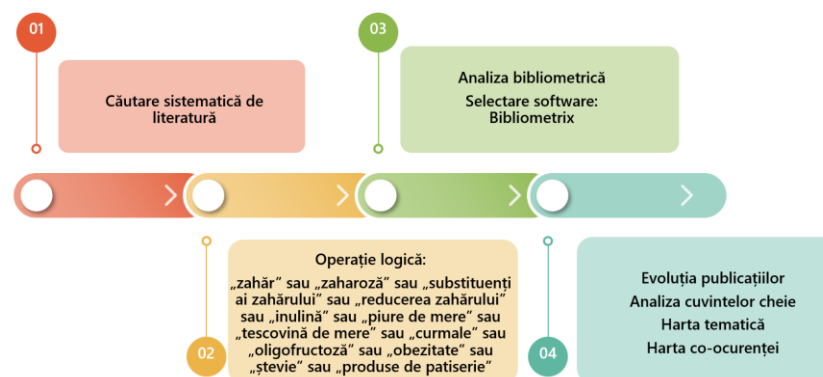 01
Căutare sistematică de
literatură
02
Operație logică:
„zahăr” sau „zaharoză” sau „substituenți
ai zahărului” sau „reducerea zahărului”
sau „inulină” sau „piure de mere” sau
„tescovină de mere” sau „curmale” sau
„oligofructoză” sau „obezitate” sau
„ștevie” sau „produse de patiserie”
03
Analiza bibliometrică
Selectare software:
Bibliometrix
04
Evoluția publicațiilor
Analiza cuvintelor cheie
Harta tematică
Harta co-ocurenței